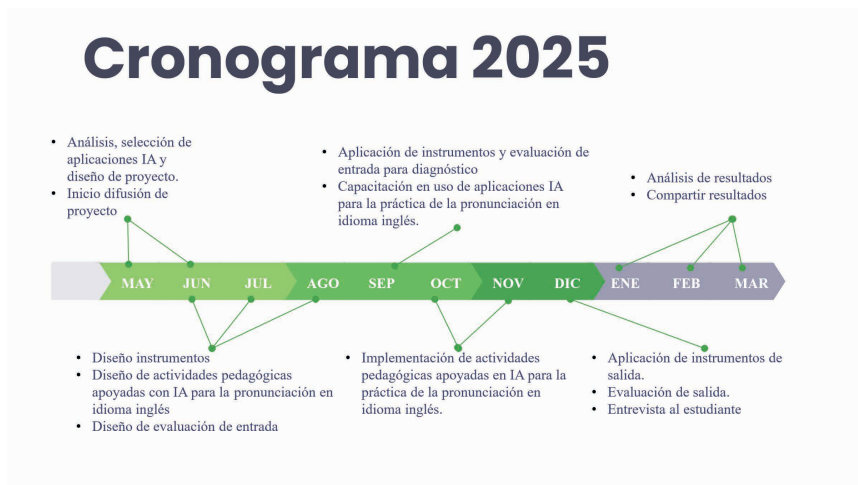 Cronograma 2025
• Análisis, selección de
aplicaciones IA y
diseño de proyecto.
• Inicio difusión de
proyecto
• Aplicación de instrumentos y evaluación de
entrada para diagnóstico
• Capacitación en uso de aplicaciones IA
para la práctica de la pronunciación en
idioma inglés.
• Análisis de resultados
• Compartir resultados
MAY JUN JUL AGO SEP OCT NOV DIC ENE FEB MAR
• Diseño instrumentos
• Diseño de actividades pedagógicas
apoyadas con IA para la pronunciación en
idioma inglés
• Diseño de evaluación de entrada
• Implementación de actividades
pedagógicas apoyadas en IA para la
práctica de la pronunciación en
idioma inglés.
• Aplicación de instrumentos de
salida.
• Evaluación de salida.
• Entrevista al estudiante